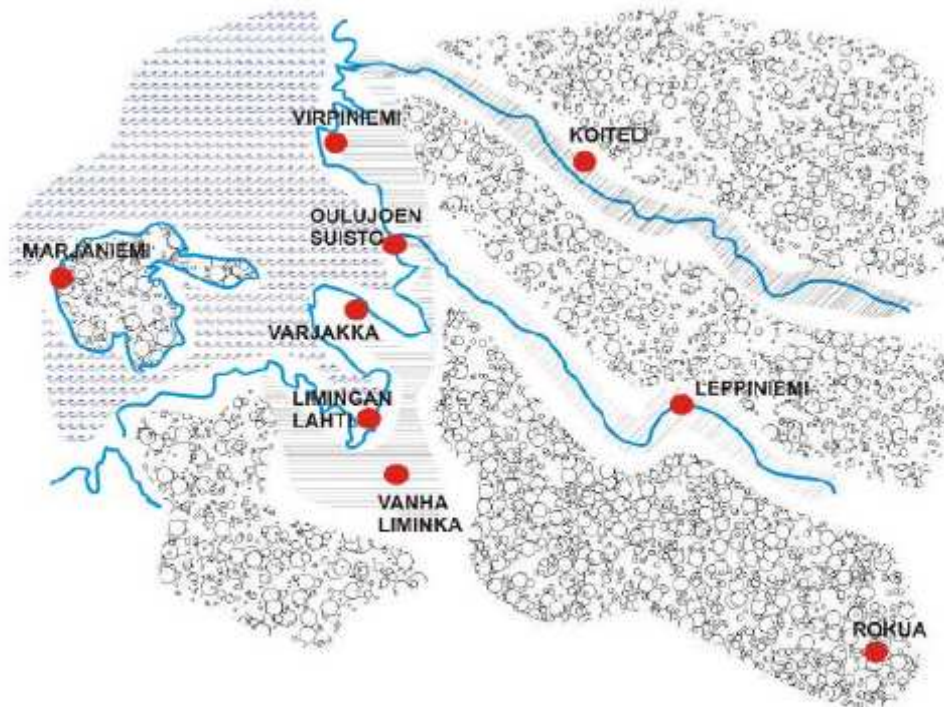 VIRPINIEMI
KOITELI
OULUJOEN
SUISTO
MARJANIEMI
VARJAKKA
LEPPINIEMI
LIMINGAN
LAHTI
VANHA
LIMINKA
ROKUA